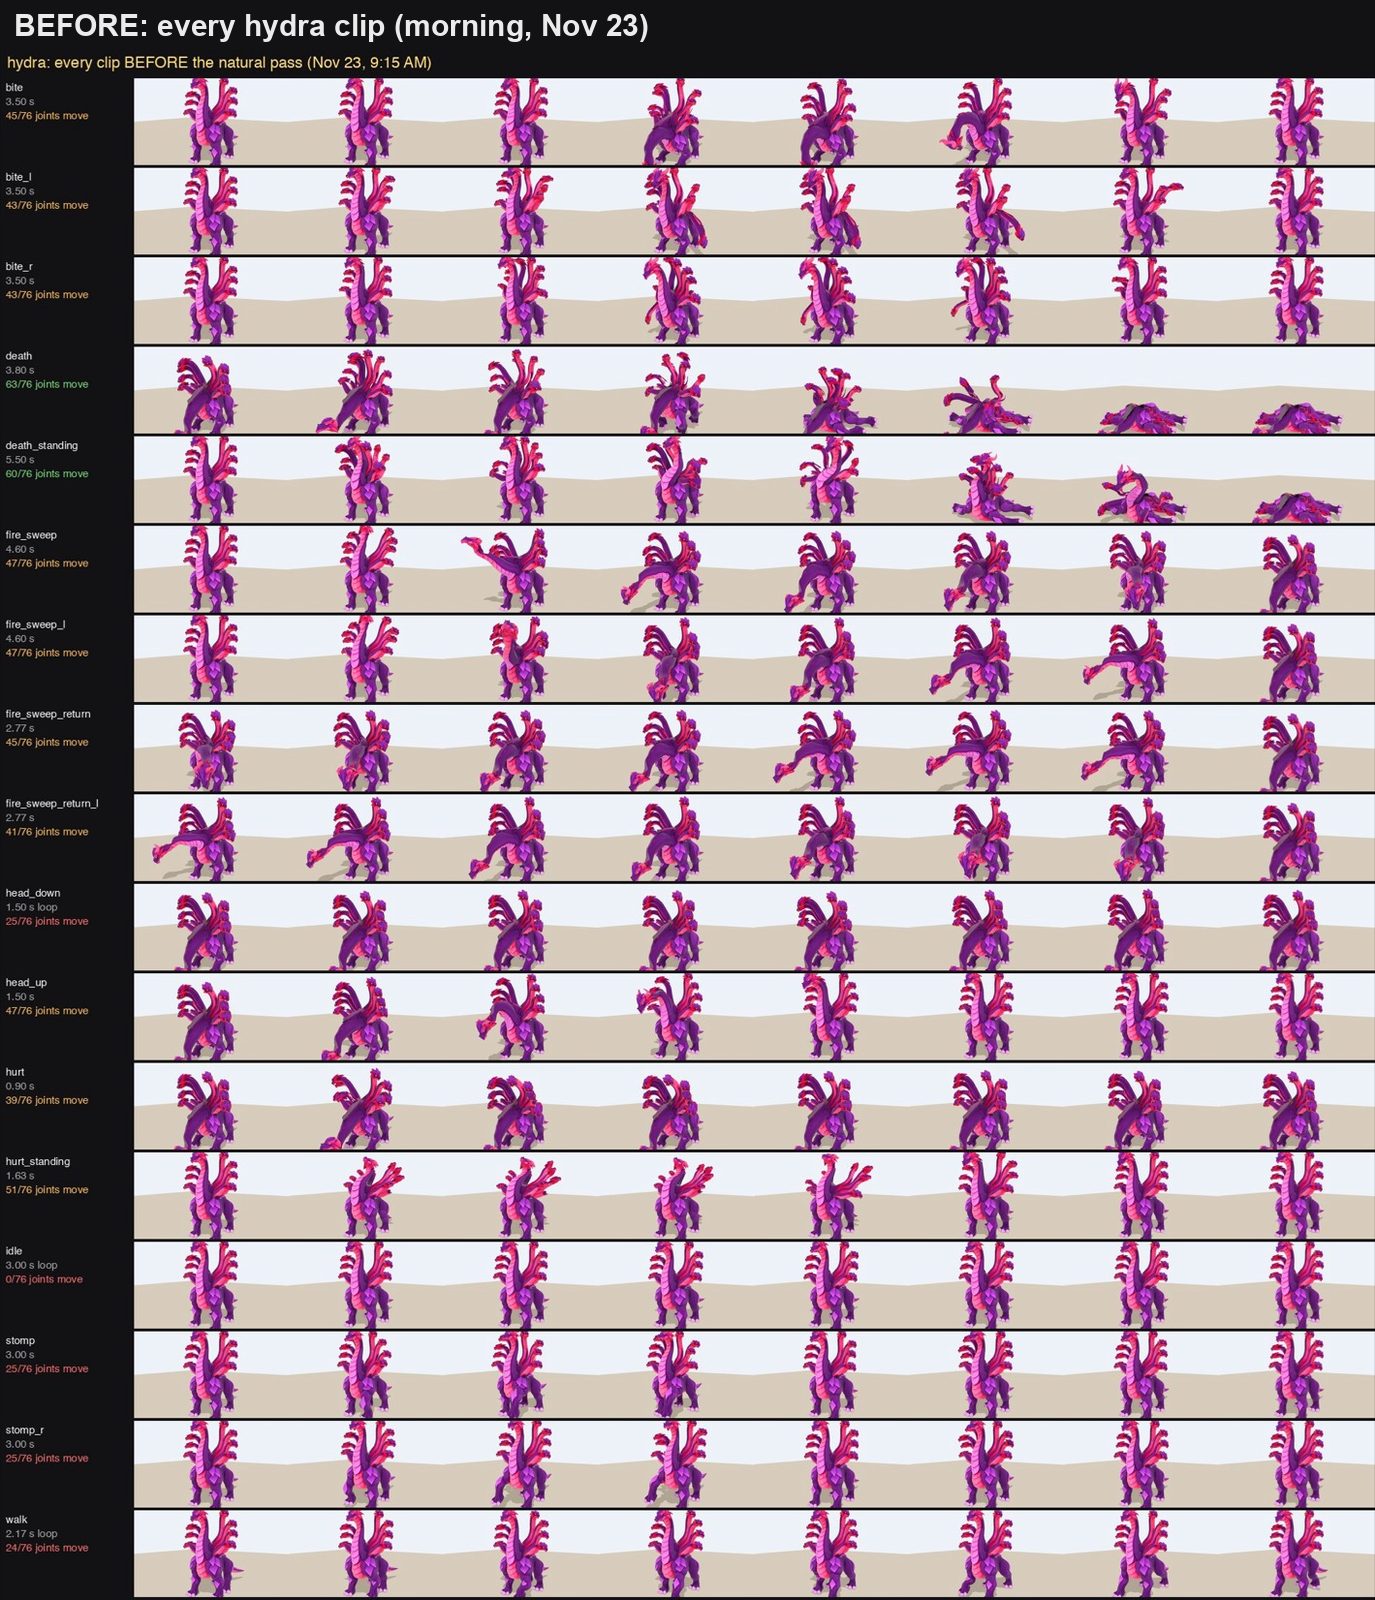 BEFORE: every hydra clip (morning, Nov 23)
hydra: every clip BEFORE the natural pass (Nov 23, 9:15 AM)
bite
3.50 s
45/76 joints move
bite_l
3.50 s
43/76 joints move
bite_r
3.50 s
43/76 joints move
death
3.80 s
63/76 joints move
death_standing
5.50 s
60/76 joints move
fire_sweep
4.60 s
47/76 joints move
fire_sweep_l
4.60 s
47/76 joints move
fire_sweep_return
2.77 s
45/76 joints move
fire_sweep_return_l
2.77 s
41/76 joints move
head_down
1.50 s loop
25/76 joints move
head_up
1.50 s
47/76 joints move
hurt
0.90 s
39/76 joints move
hurt_standing
1.63 s
51/76 joints move
idle
3.00 s loop
0/76 joints move
stomp
3.00 s
25/76 joints move
stomp_r
3.00 s
25/76 joints move
walk
2.17 s loop
24/76 joints move